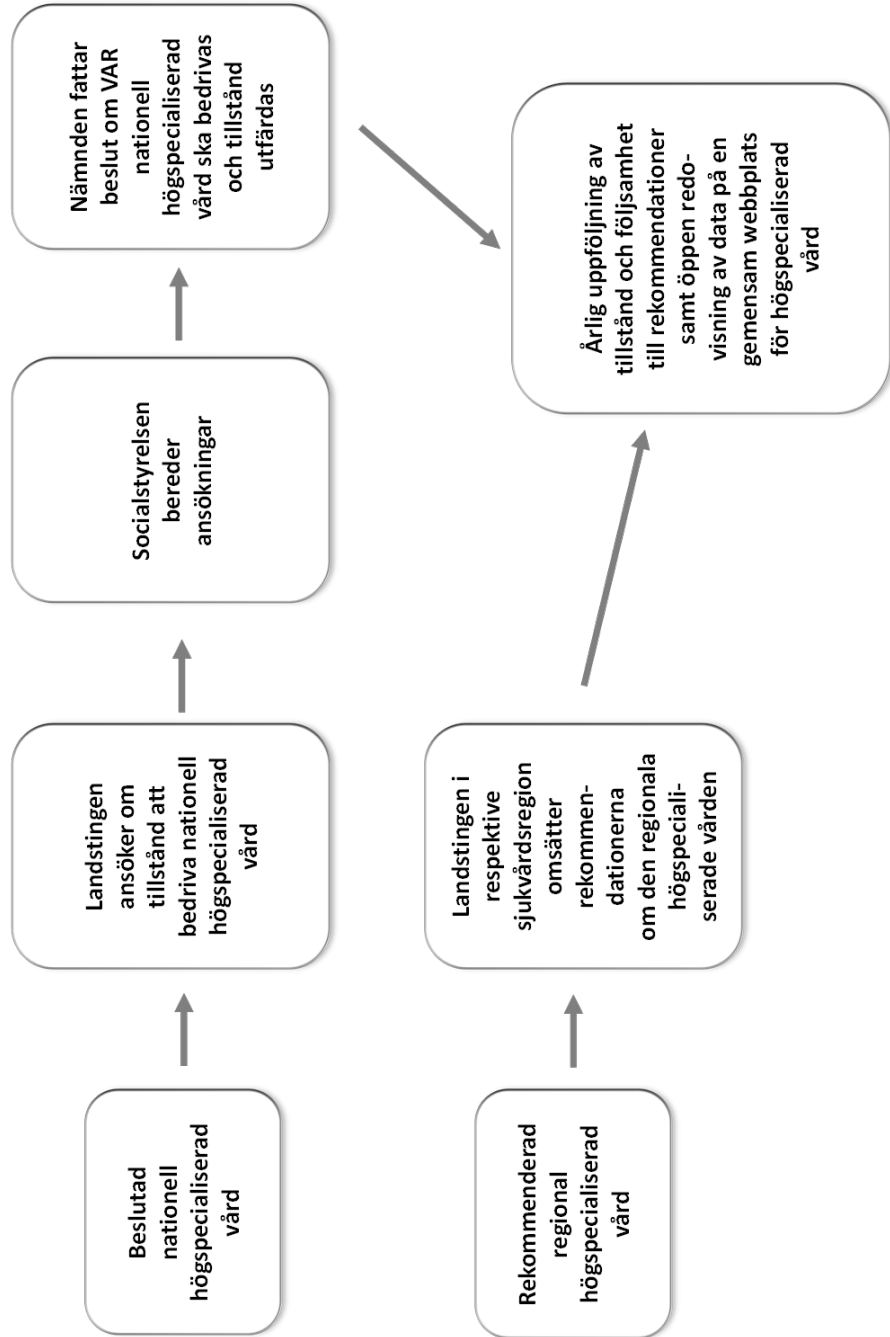 Beslutad
nationell
högspecialiserad
vård
Landstingen
ansöker om
tillstånd att
bedriva nationell
högspecialiserad
vård
Socialstyrelsen
bereder
ansökningar
Nämnden fattar
beslut om VAR
nationell
högspecialiserad
vård ska bedrivas
och tillstånd
utfärdas
Rekommenderad
regional
högspecialiserad
vård
Landstingen i
respektive
sjukvårdsregion
omsätter
rekommen-
dationerna
om den regionala
högspeciali-
serade vården
Årlig uppföljning av
tillstånd och följsamhet
till rekommendationer
samt öppen redo-
visning av data på en
gemensam webbplats
för högspecialiserad
vård